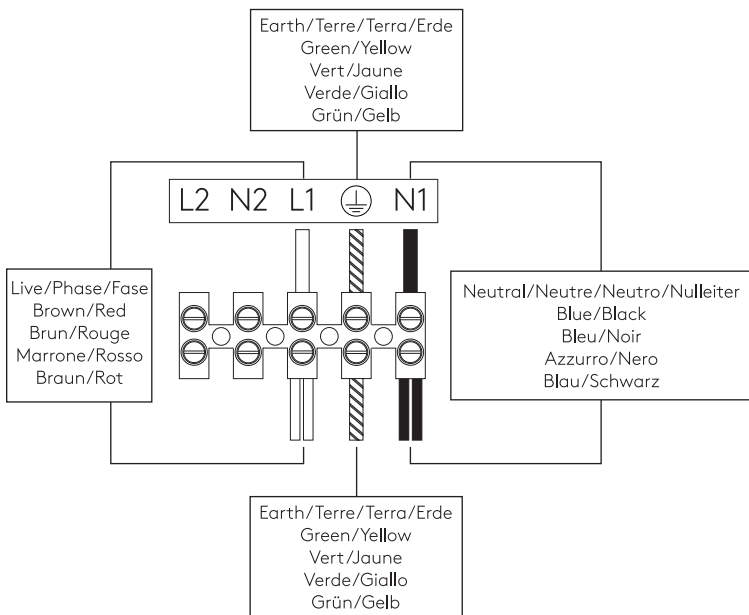 Earth/Terre/Terra/Erde
Green/Yellow
Vert/Jaune
Verde/Giallo
Grün/Gelb
L2 N2 L1 N1
Live/Phase/Fase
Brown/Red
Brun/Rouge
Marrone/Rosso
Braun/Rot
Neutral/Neutre/Neutro/Nulleiter
Blue/Black
Bleu/Noir
Azzurro/Nero
Blau/Schwarz
Earth/Terre/Terra/Erde
Green/Yellow
Vert/Jaune
Verde/Giallo
Grün/Gelb